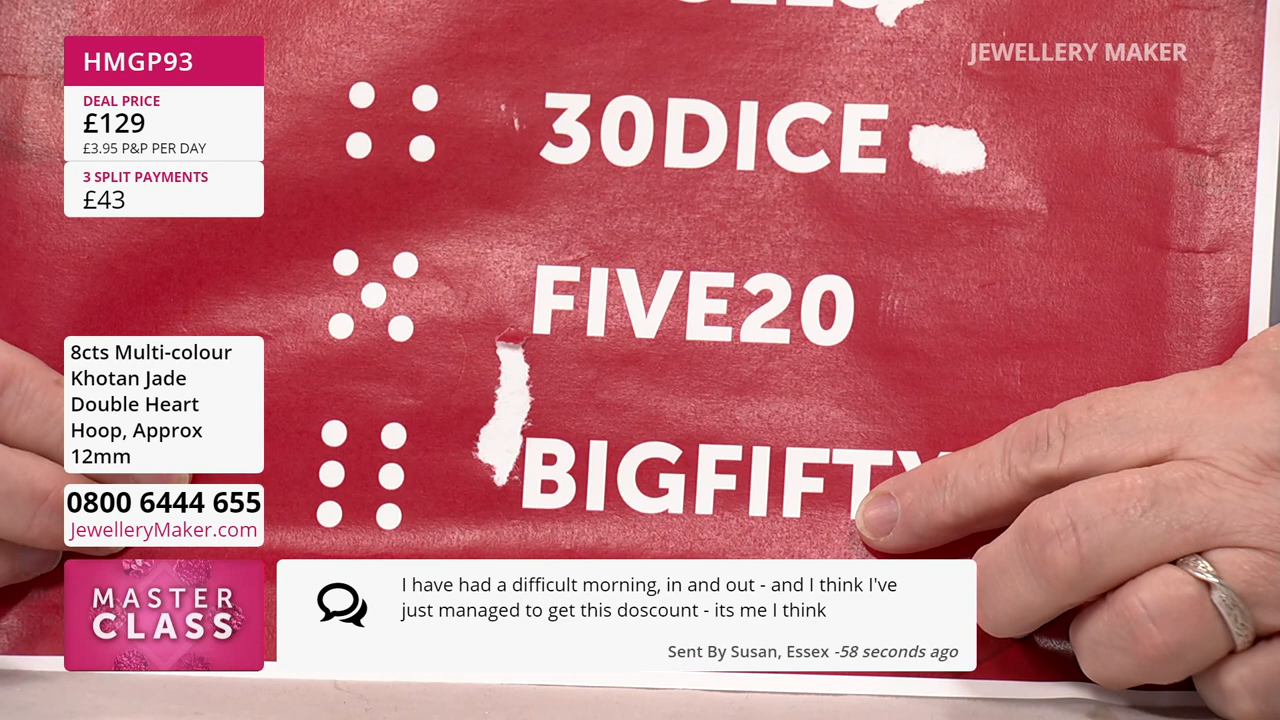 HMGP93
DEAL PRICE
£129
£3.95 P&P PER DAY
3 SPLIT PAYMENTS
£43
JEWELLERY MAKER
30DICE
FIVE20
BIGFIFTY
8cts Multi-colour
Khotan Jade
Double Heart
Hoop, Approx
12mm
0800 6444 655
JewelleryMaker.com
MASTER
CLASS
I have had a difficult morning, in and out - and I think I've
just managed to get this doscount - its me I think
Sent By Susan, Essex -58 seconds ago